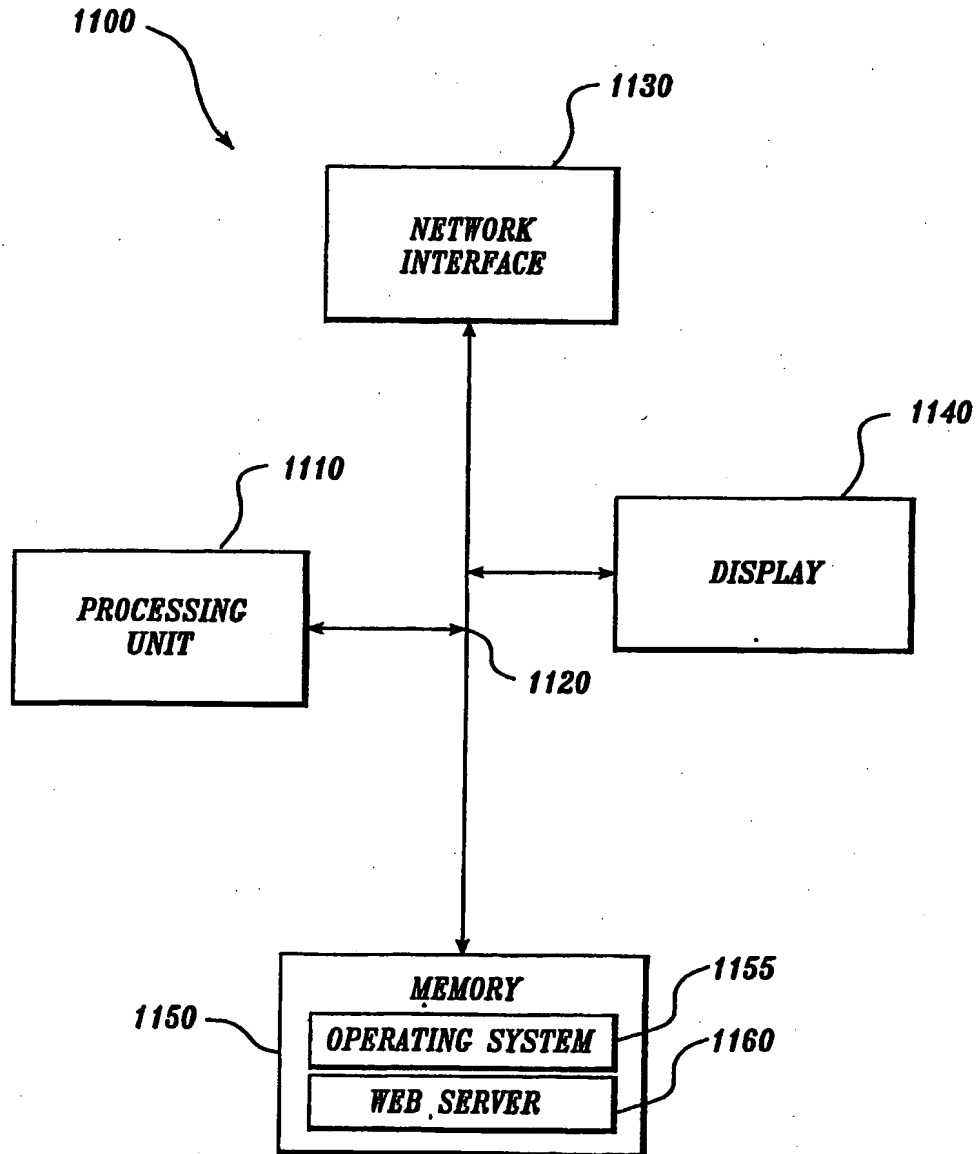 1100
1130
NETWORK
INTERFACE
1140
1110
DISPLAY
PROCESSING
UNIT
1120
MEMORY
1155
1150
OPERATING SYSTEM
1160
WEB SERVER